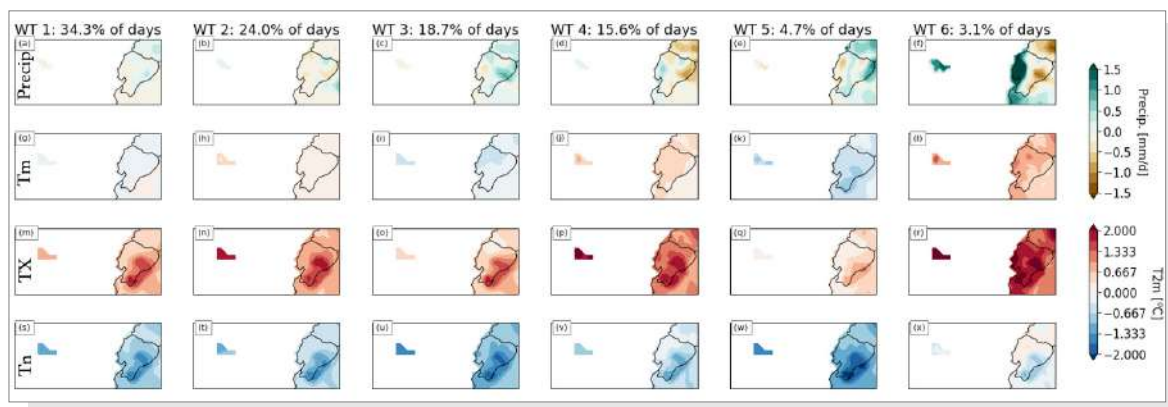 WT 1: 34.3% of days WT 2: 24.0% of days WT 3: 18.7% of days WT 4: 15.6% of days WT 5: 4.7% of days WT 6: 3.1% of days
Precip (a) (b) (c) (d) (e) (f)
1.5
1.0
0.5
0.0
−0.5
−1.0
−1.5
Precip. [mm/d]
Tm (g) (h) (i) (j) (k) (l)
TX (m) (n) (o) (p) (q) (r)
2.000
1.333
0.667
0.000
−0.667
−1.333
−2.000
T2m [°C]
Tn (s) (t) (u) (v) (w) (x)